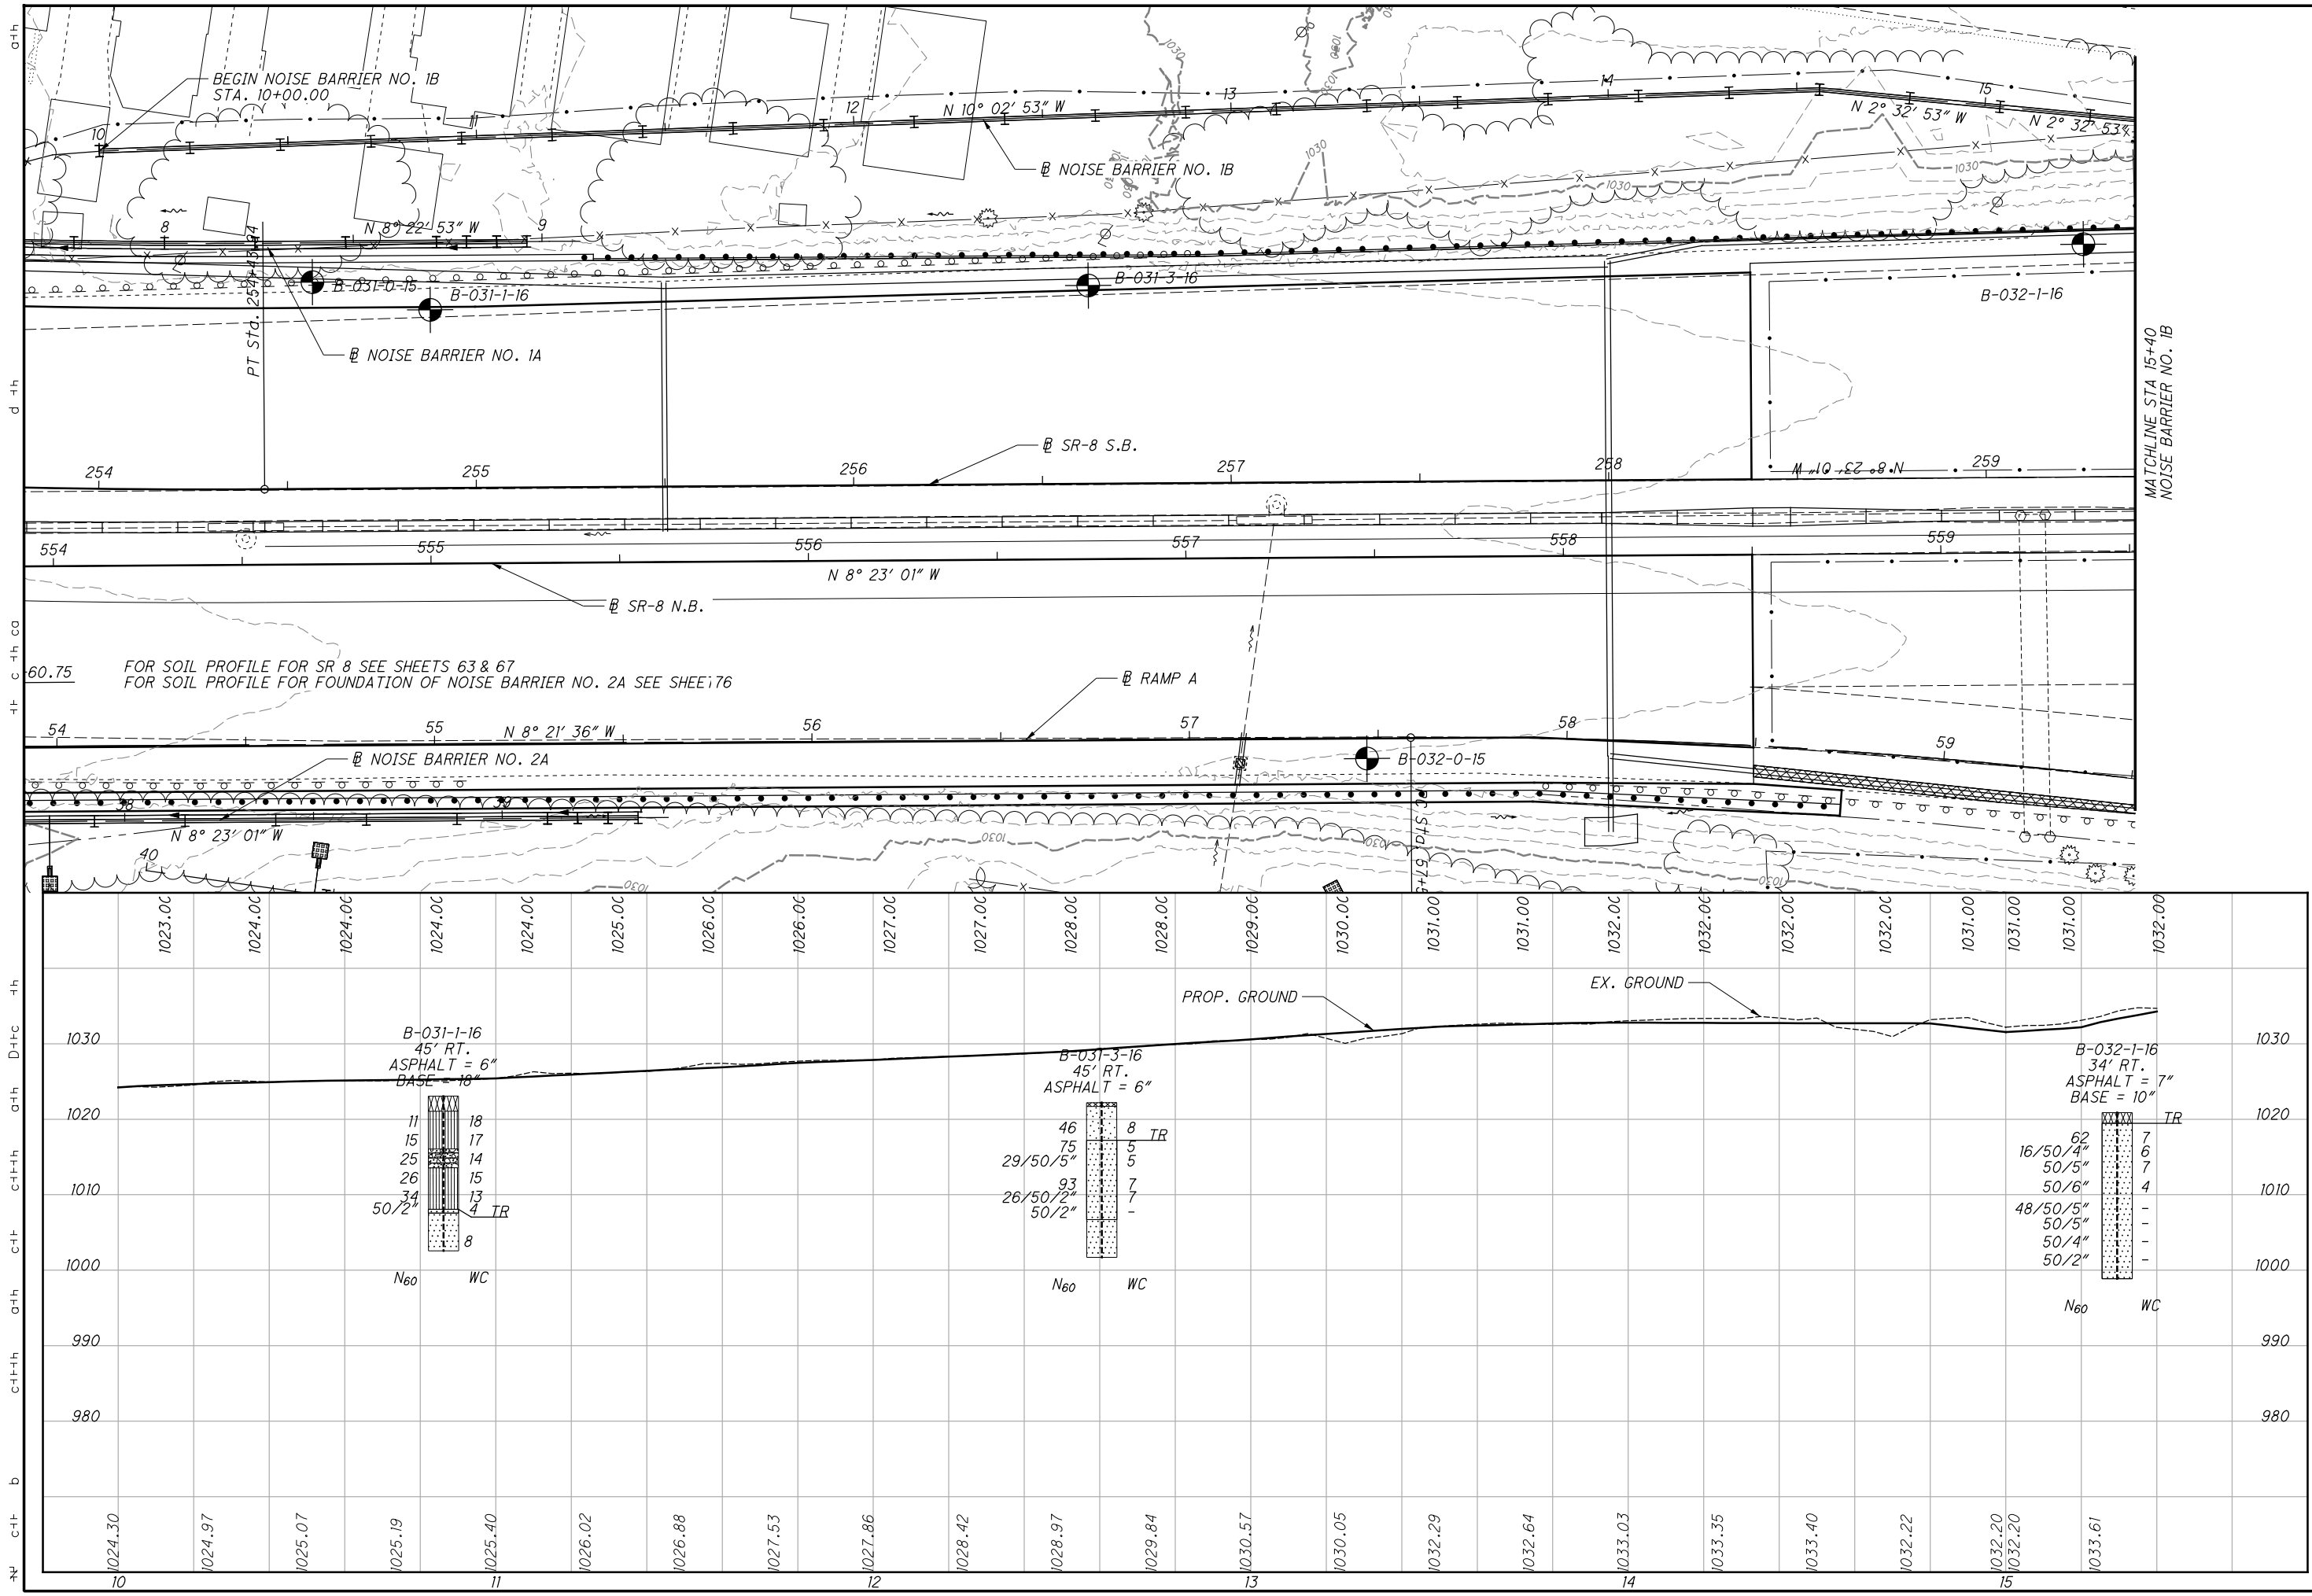 BEGIN NOISE BARRIER NO. 1B
STA. 10+00.00
10
11
12
13
14
15
N 10° 02' 53" W
N 2° 32' 53" W
N 2° 32' 53"
℄ NOISE BARRIER NO. 1B
1030
1030
1030
1030
1030
8
9
N 8° 22' 53" W
B-031-0-15
B-031-1-16
B-031-3-16
B-032-1-16
℄ NOISE BARRIER NO. 1A
MATCHLINE STA 15+40
NOISE BARRIER NO. 1B
℄ SR-8 S.B.
254
255
256
257
258
259
N 8° 23' 01" W
554
555
556
557
558
559
N 8° 23' 01" W
℄ SR-8 N.B.
60.75
FOR SOIL PROFILE FOR SR 8 SEE SHEETS 63 & 67
FOR SOIL PROFILE FOR FOUNDATION OF NOISE BARRIER NO. 2A SEE SHEET 76
℄ RAMP A
54
55
56
57
58
59
N 8° 21' 36" W
℄ NOISE BARRIER NO. 2A
B-032-0-15
38
39
N 8° 23' 01" W
40
1030
1030
1030
1030
1023.00
1024.00
1024.00
1024.00
1024.00
1025.00
1026.00
1026.00
1027.00
1027.00
1028.00
1028.00
1029.00
1030.00
1031.00
1031.00
1032.00
1032.00
1032.00
1032.00
1031.00
1031.00
1031.00
1032.00
PROP. GROUND
EX. GROUND
1030
1020
1010
1000
990
980
1030
1020
1010
1000
990
980
B-031-1-16
45' RT.
ASPHALT = 6"
BASE = 18"
11 18
15 17
25 14
26 15
34 13
50/2" 4 TR
8
N60 WC
B-031-3-16
45' RT.
ASPHALT = 6"
46 8 TR
75 5
29/50/5" 5
93 7
26/50/2" 7
50/2" -
N60 WC
B-032-1-16
34' RT.
ASPHALT = 7"
BASE = 10"
TR
62 7
16/50/4" 6
50/5" 7
50/6" 4
48/50/5" -
50/5" -
50/4" -
50/2" -
N60 WC
1024.30
1024.97
1025.07
1025.19
1025.40
1026.02
1026.88
1027.53
1027.86
1028.42
1028.97
1029.84
1030.57
1030.05
1032.29
1032.64
1033.03
1033.35
1033.40
1032.22
1032.20
1032.20
1033.61
10
11
12
13
14
15